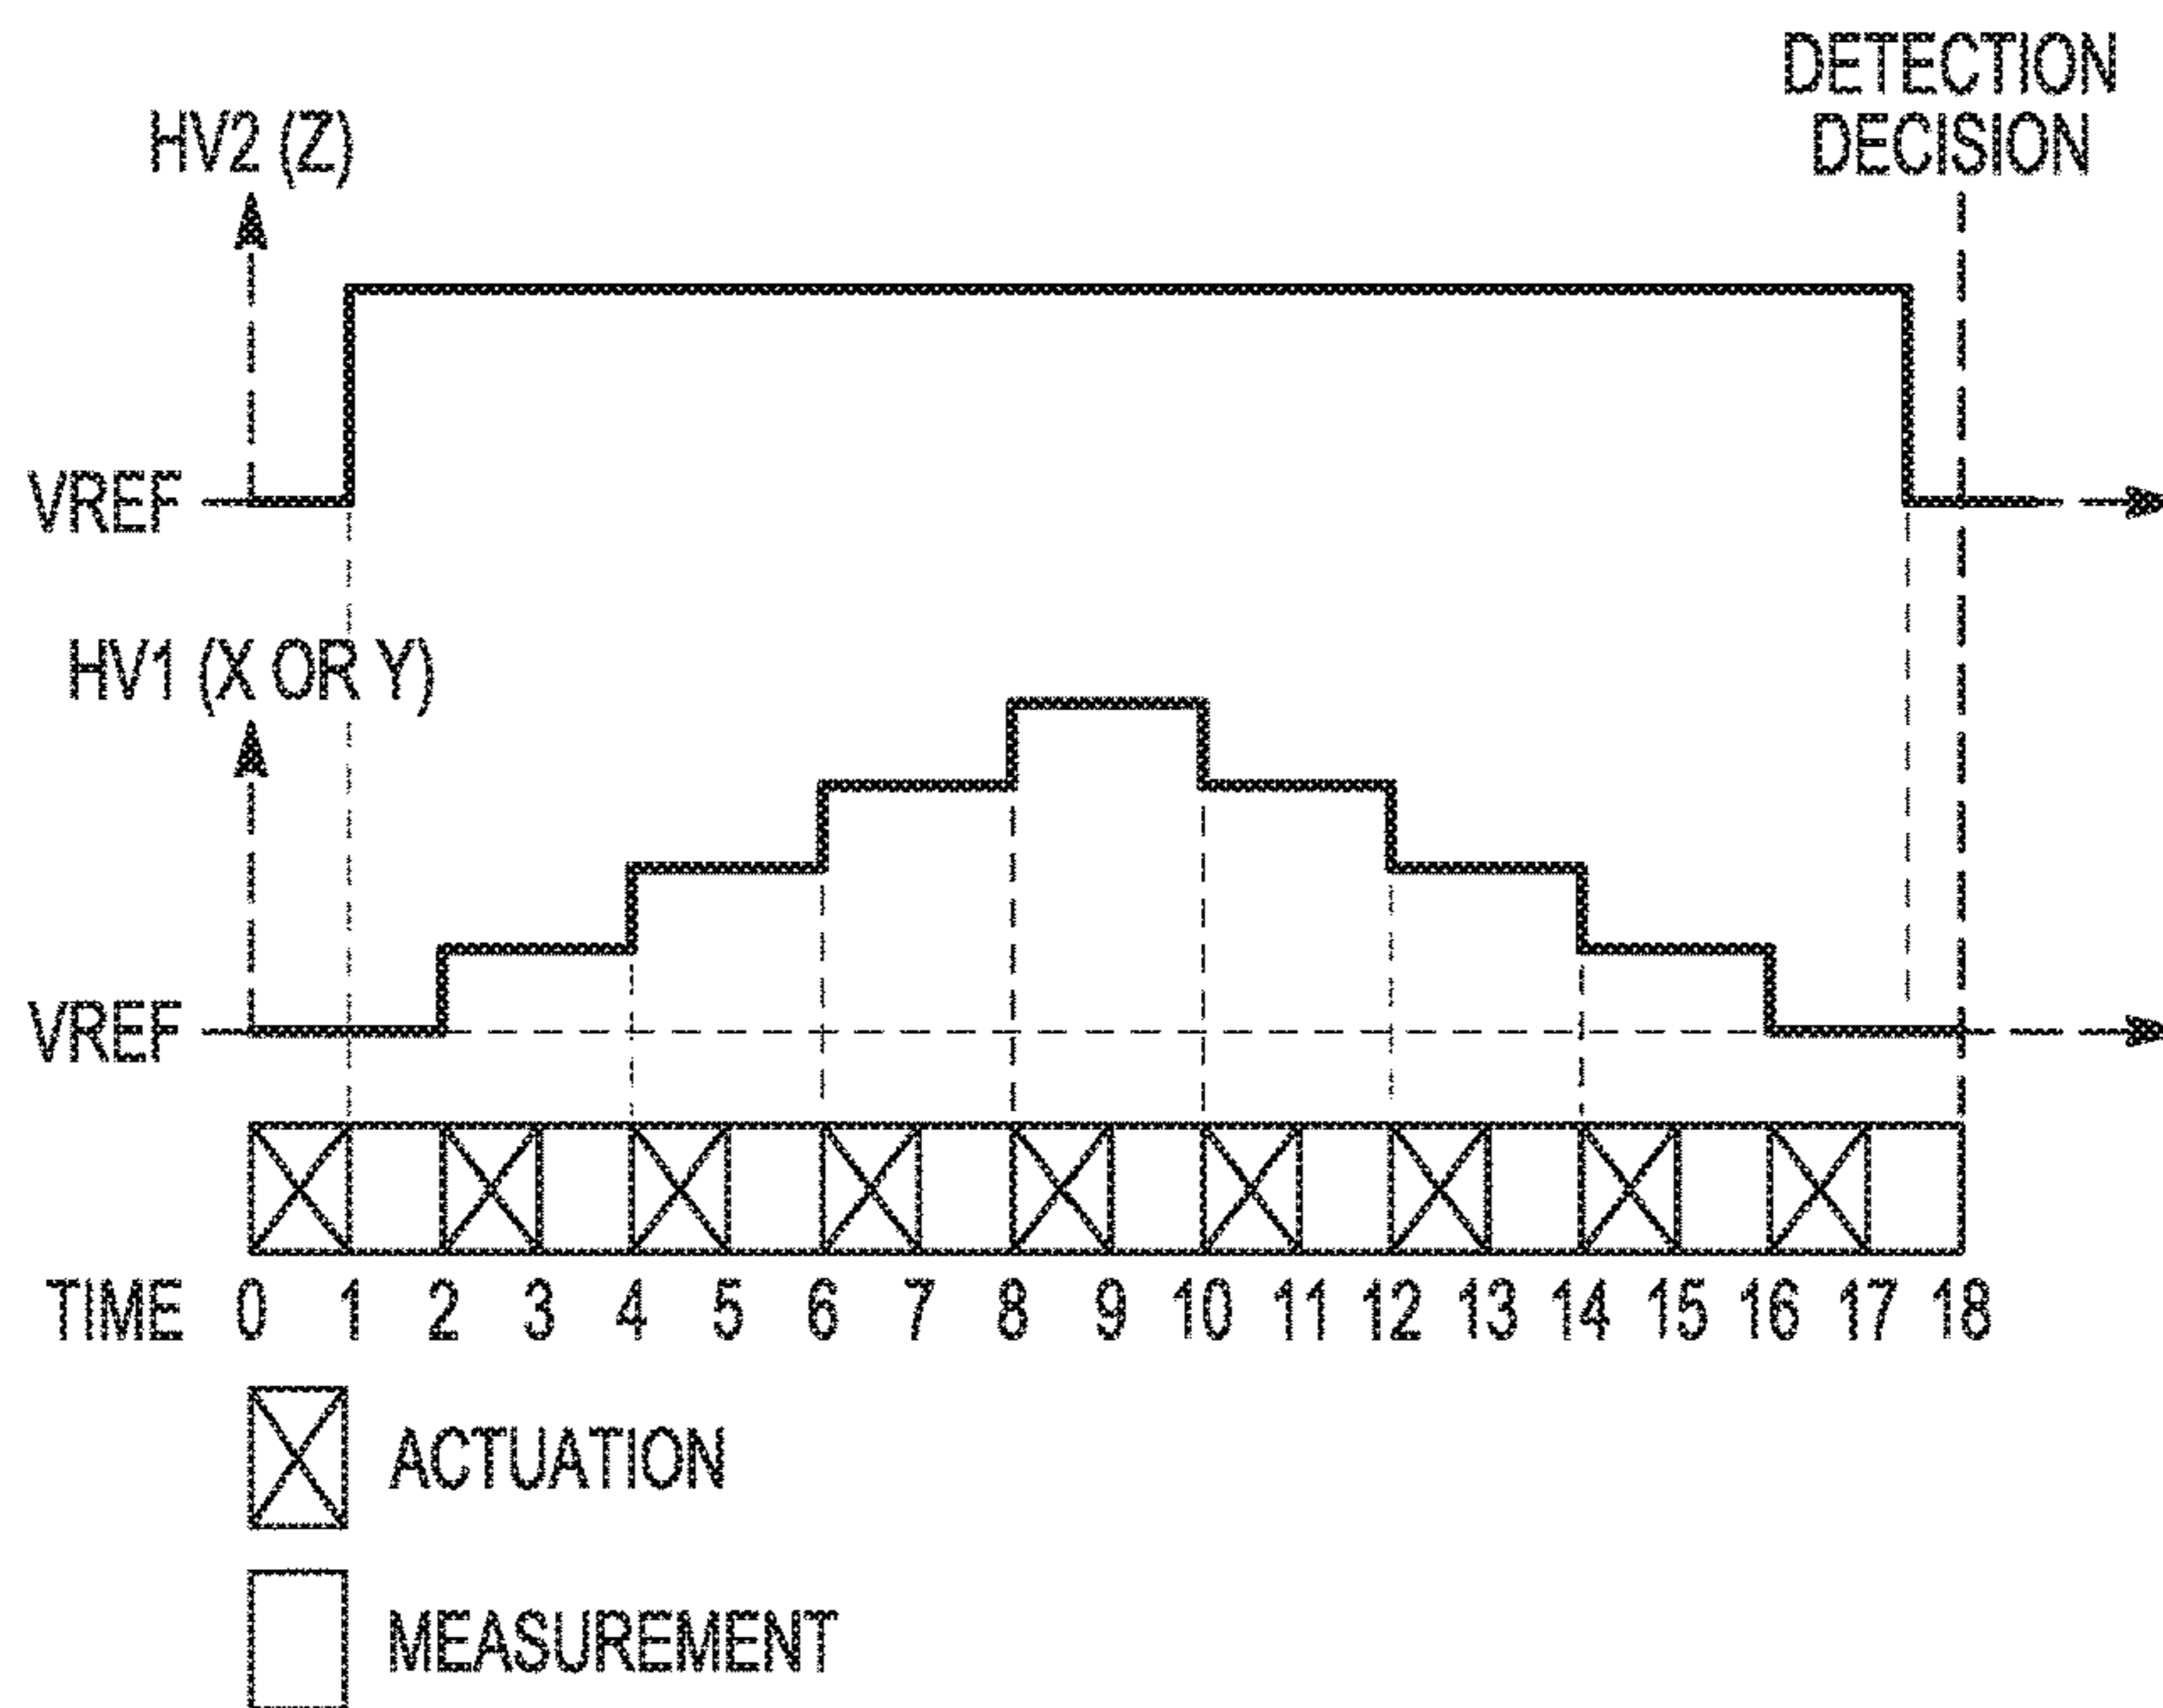 DETECTION
DECISION
HV2 (Z)
VREF
HV1 (X OR Y)
VREF
TIME 0 1 2 3 4 5 6 7 8 9 10 11 12 13 14 15 16 17 18
ACTUATION
MEASUREMENT